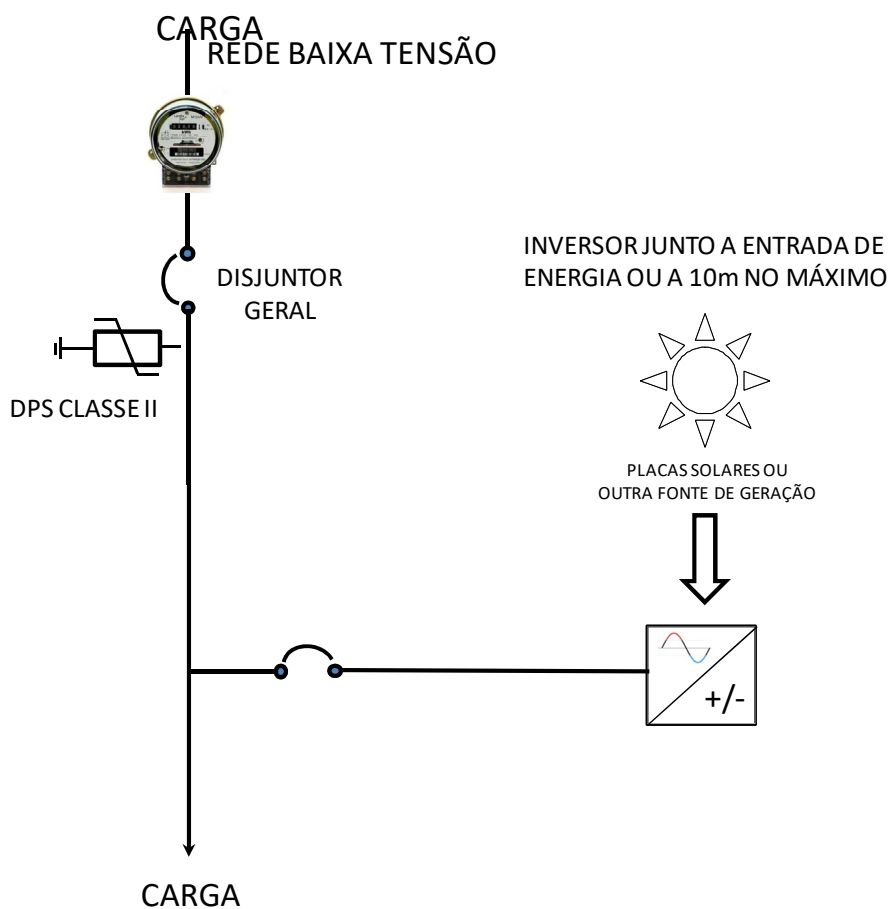 CARGA
REDE BAIXA TENSÃO
INVERSOR JUNTO A ENTRADA DE
ENERGIA OU A 10m NO MÁXIMO
DISJUNTOR
GERAL
DPS CLASSE II
PLACAS SOLARES OU
OUTRA FONTE DE GERAÇÃO
+/-
CARGA